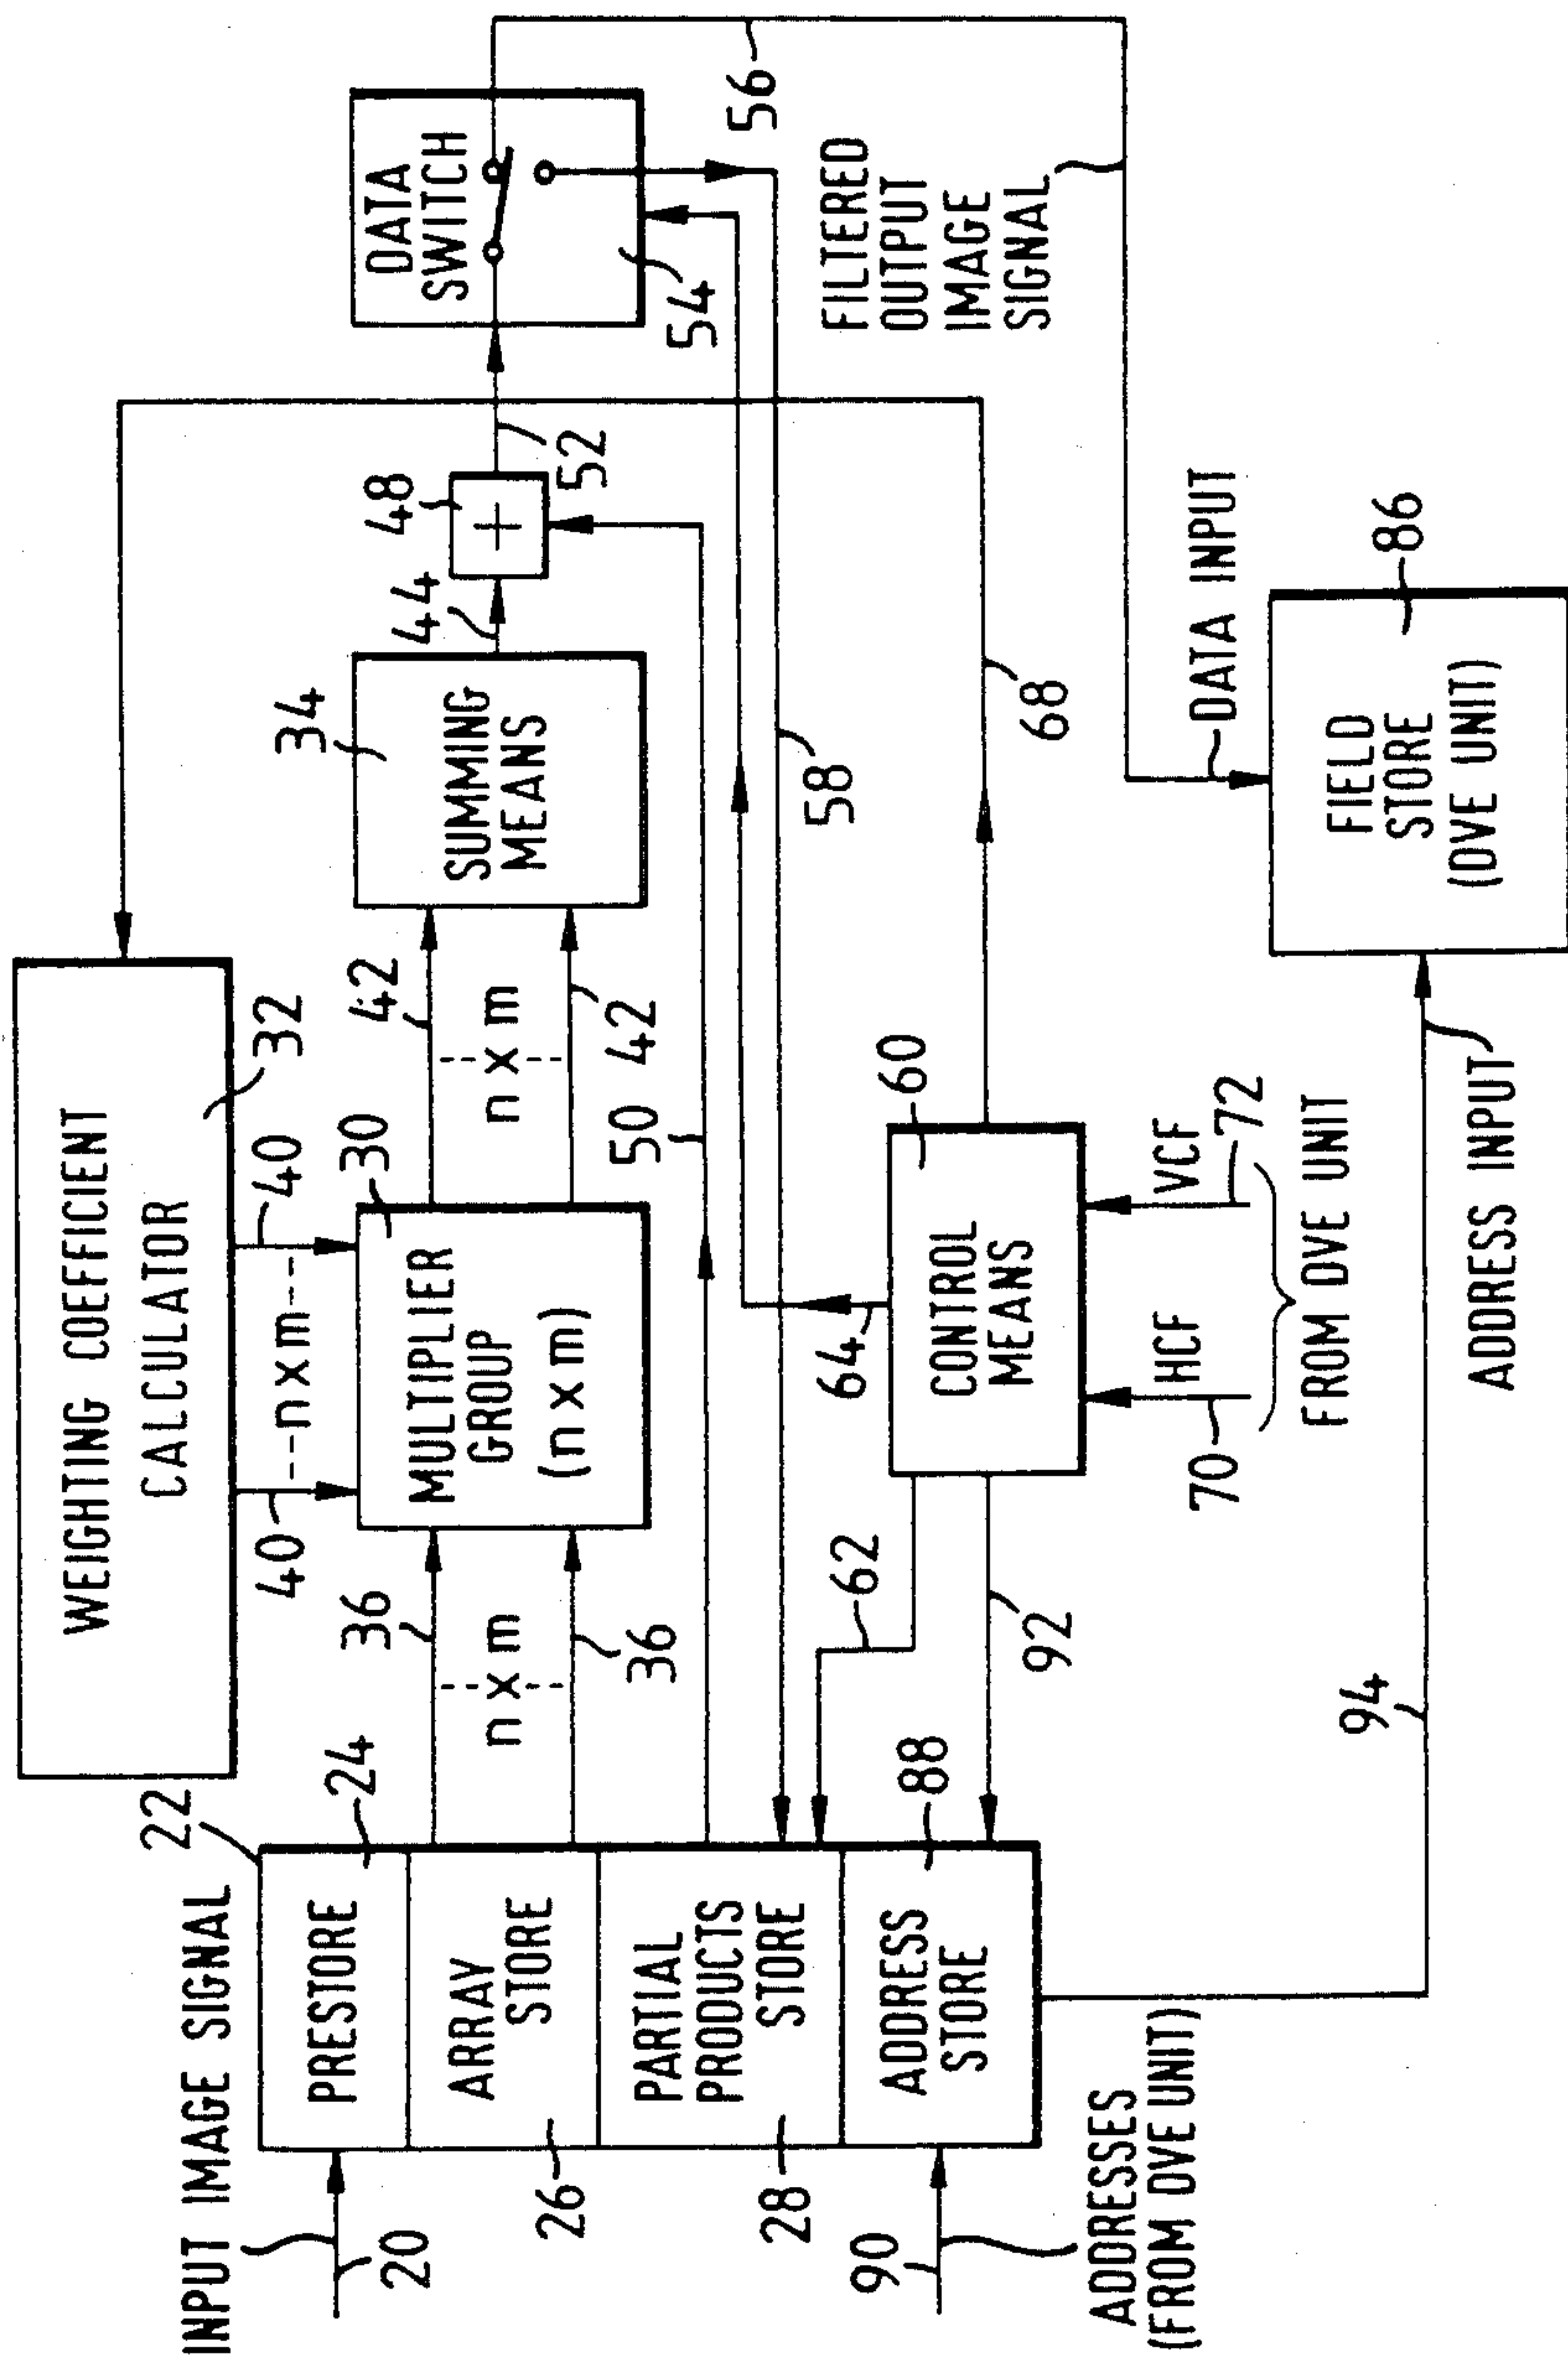 INPUT IMAGE SIGNAL
20
22
PRESTORE
24
ARRAY
STORE
26
PARTIAL
PRODUCTS
STORE
28
ADDRESS
STORE
88
90
ADDRESSES
(FROM DVE UNIT)
WEIGHTING COEFFICIENT
CALCULATOR
32
40
n x m
40
36
n x m
36
MULTIPLIER
GROUP
(n x m)
30
42
n x m
42
SUMMING
MEANS
34
44
48
+
52
DATA
SWITCH
54
56
FILTERED
OUTPUT
IMAGE
SIGNAL
50
58
62
64
92
CONTROL
MEANS
60
68
HCF
VCF
70
72
FROM DVE UNIT
94
ADDRESS INPUT
DATA INPUT
FIELD
STORE
(DVE UNIT)
86